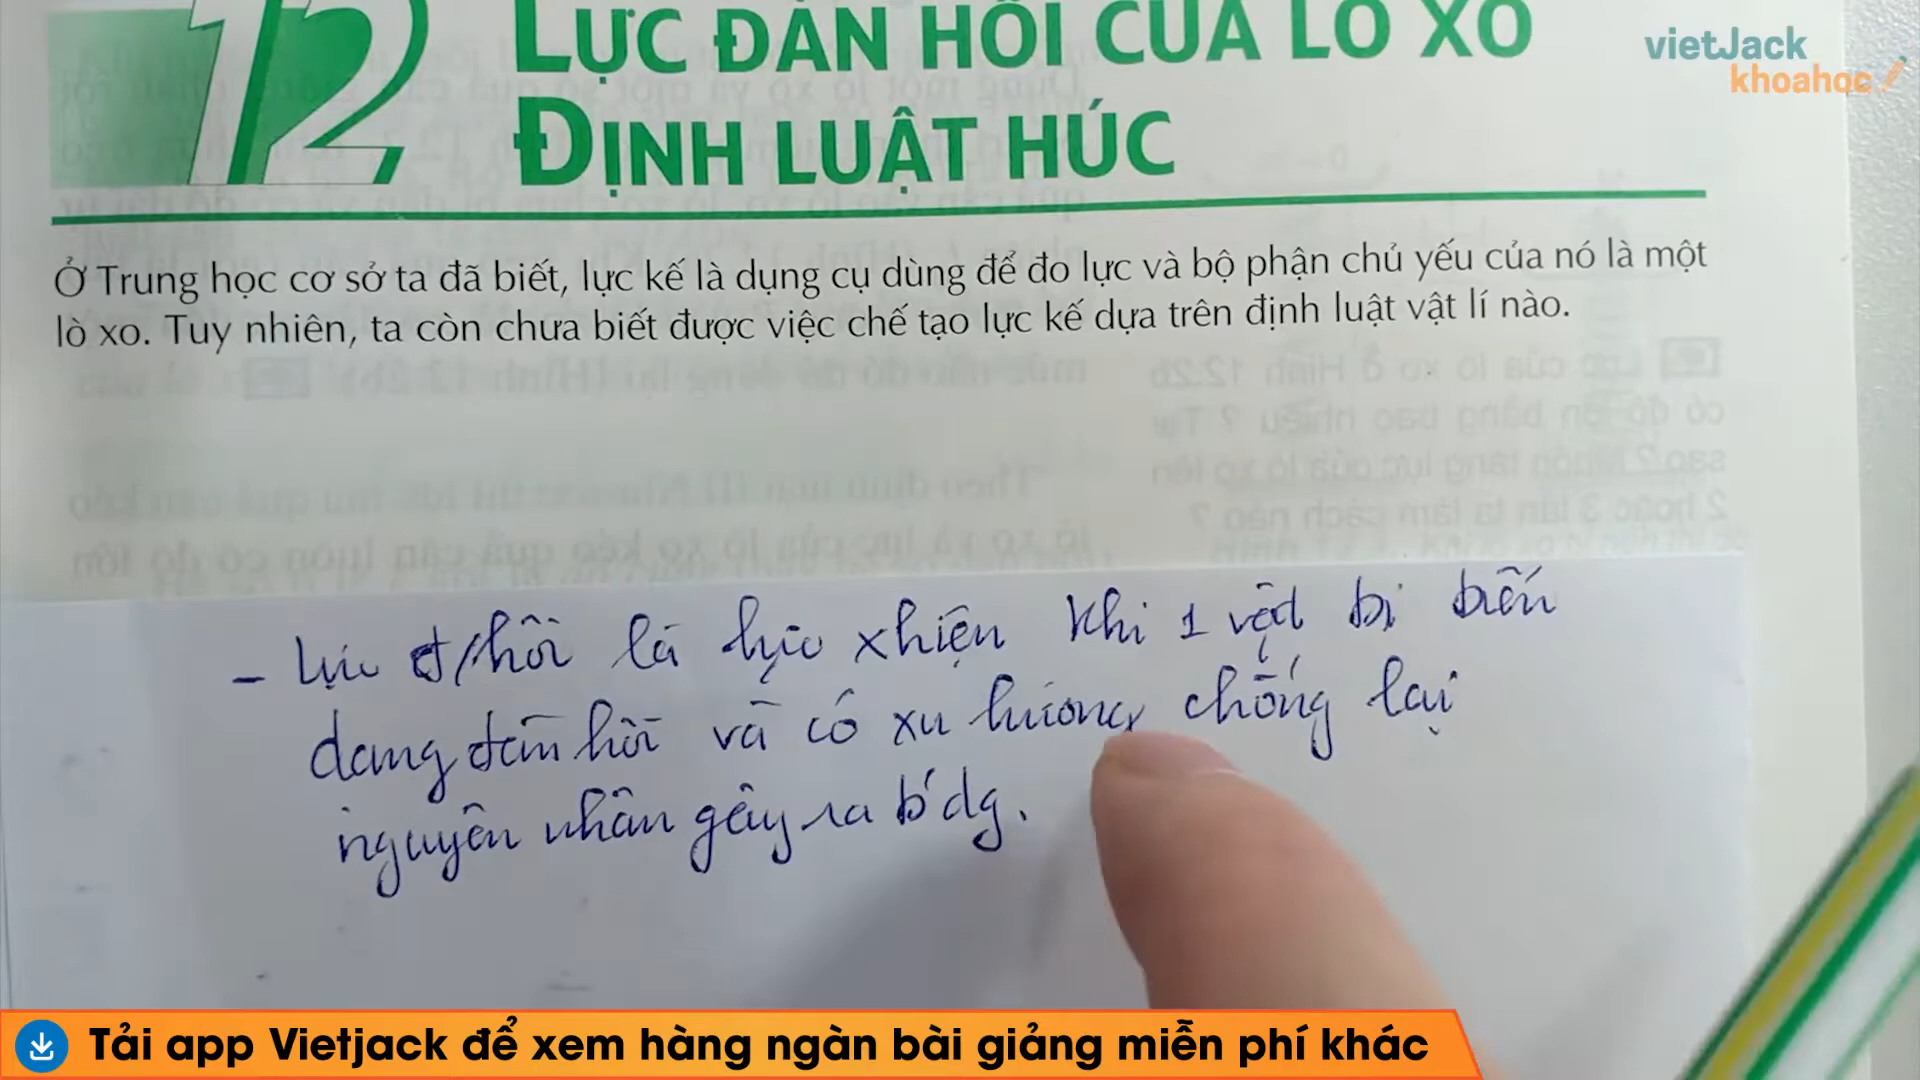 12
LỰC ĐÀN HỒI CỦA LÒ XO
ĐỊNH LUẬT HÚC
vietJack
khoahoc
Ở Trung học cơ sở ta đã biết, lực kế là dụng cụ dùng để đo lực và bộ phận chủ yếu của nó là một
lò xo. Tuy nhiên, ta còn chưa biết được việc chế tạo lực kế dựa trên định luật vật lí nào.
- Lực đ/hồi là lực xhiện khi 1 vật bị biến
dạng đàn hồi và có xu hướng chống lại
nguyên nhân gây ra b'dg.
Tải app Vietjack để xem hàng ngàn bài giảng miễn phí khác